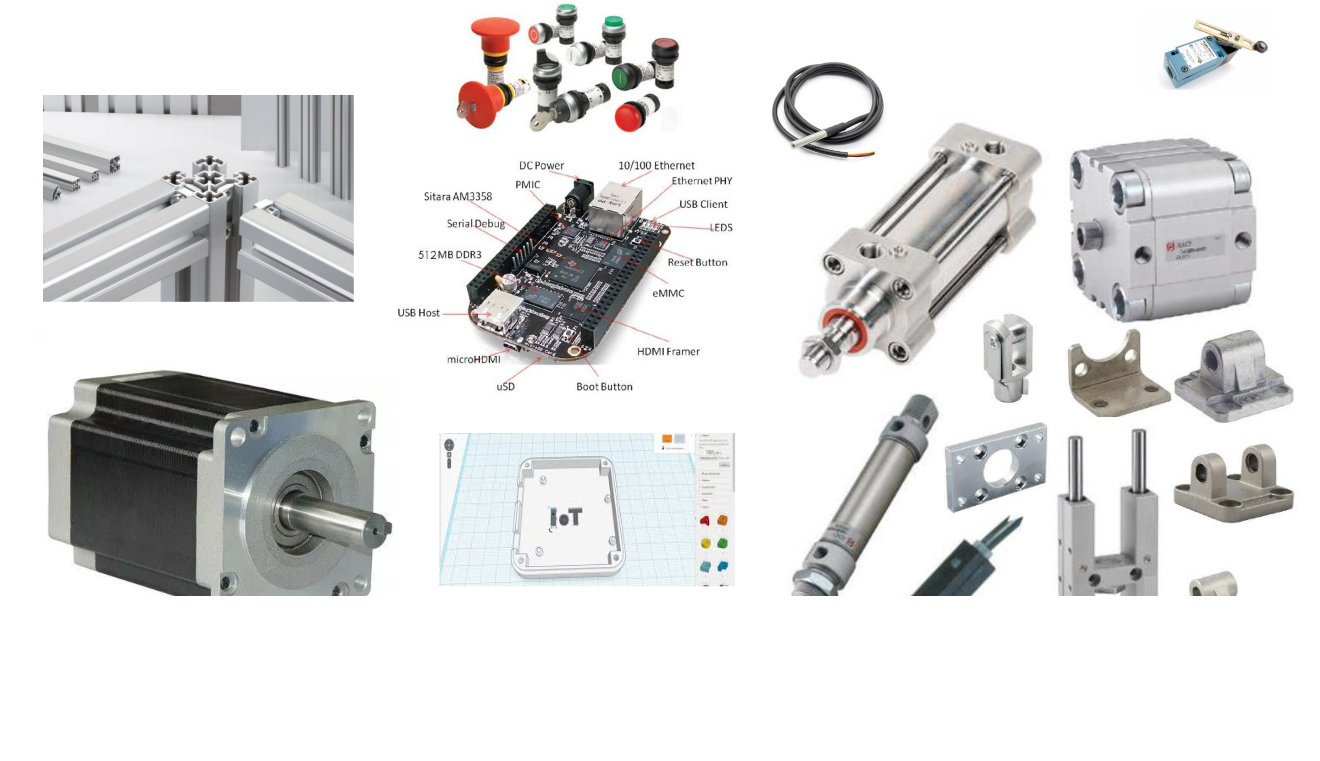 DC Power
10/100 Ethernet
PMIC
Ethernet PHY
Sitara AM3358
USB Client
Serial Debug
LEDS
512MB DDR3
Reset Button
eMMC
USB Host
HDMI Framer
microHDMI
uSD
Boot Button
IoT